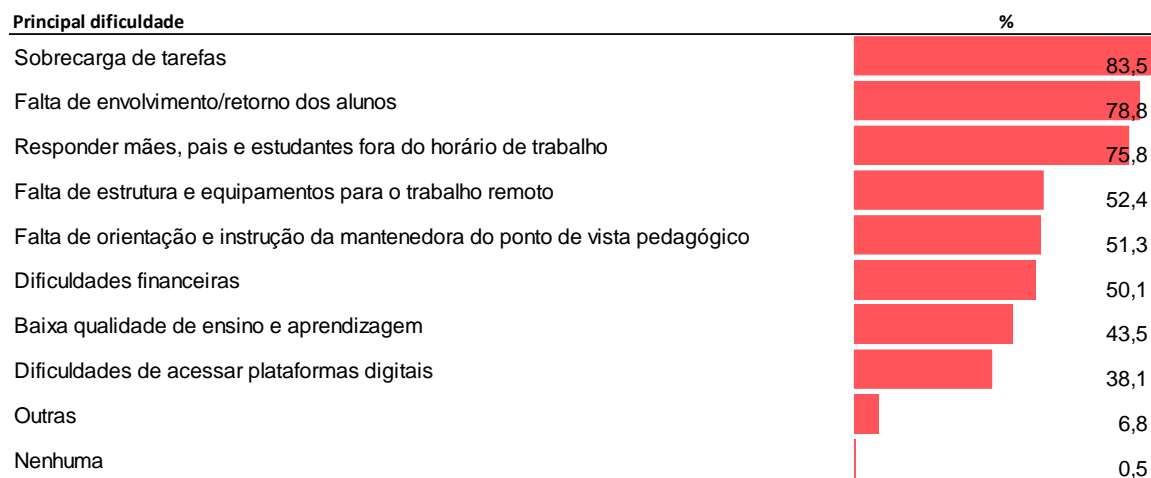 Principal dificuldade %
Sobrecarga de tarefas 83,5
Falta de envolvimento/retorno dos alunos 78,8
Responder mães, pais e estudantes fora do horário de trabalho 75,8
Falta de estrutura e equipamentos para o trabalho remoto 52,4
Falta de orientação e instrução da mantenedora do ponto de vista pedagógico 51,3
Dificuldades financeiras 50,1
Baixa qualidade de ensino e aprendizagem 43,5
Dificuldades de acessar plataformas digitais 38,1
Outras 6,8
Nenhuma 0,5